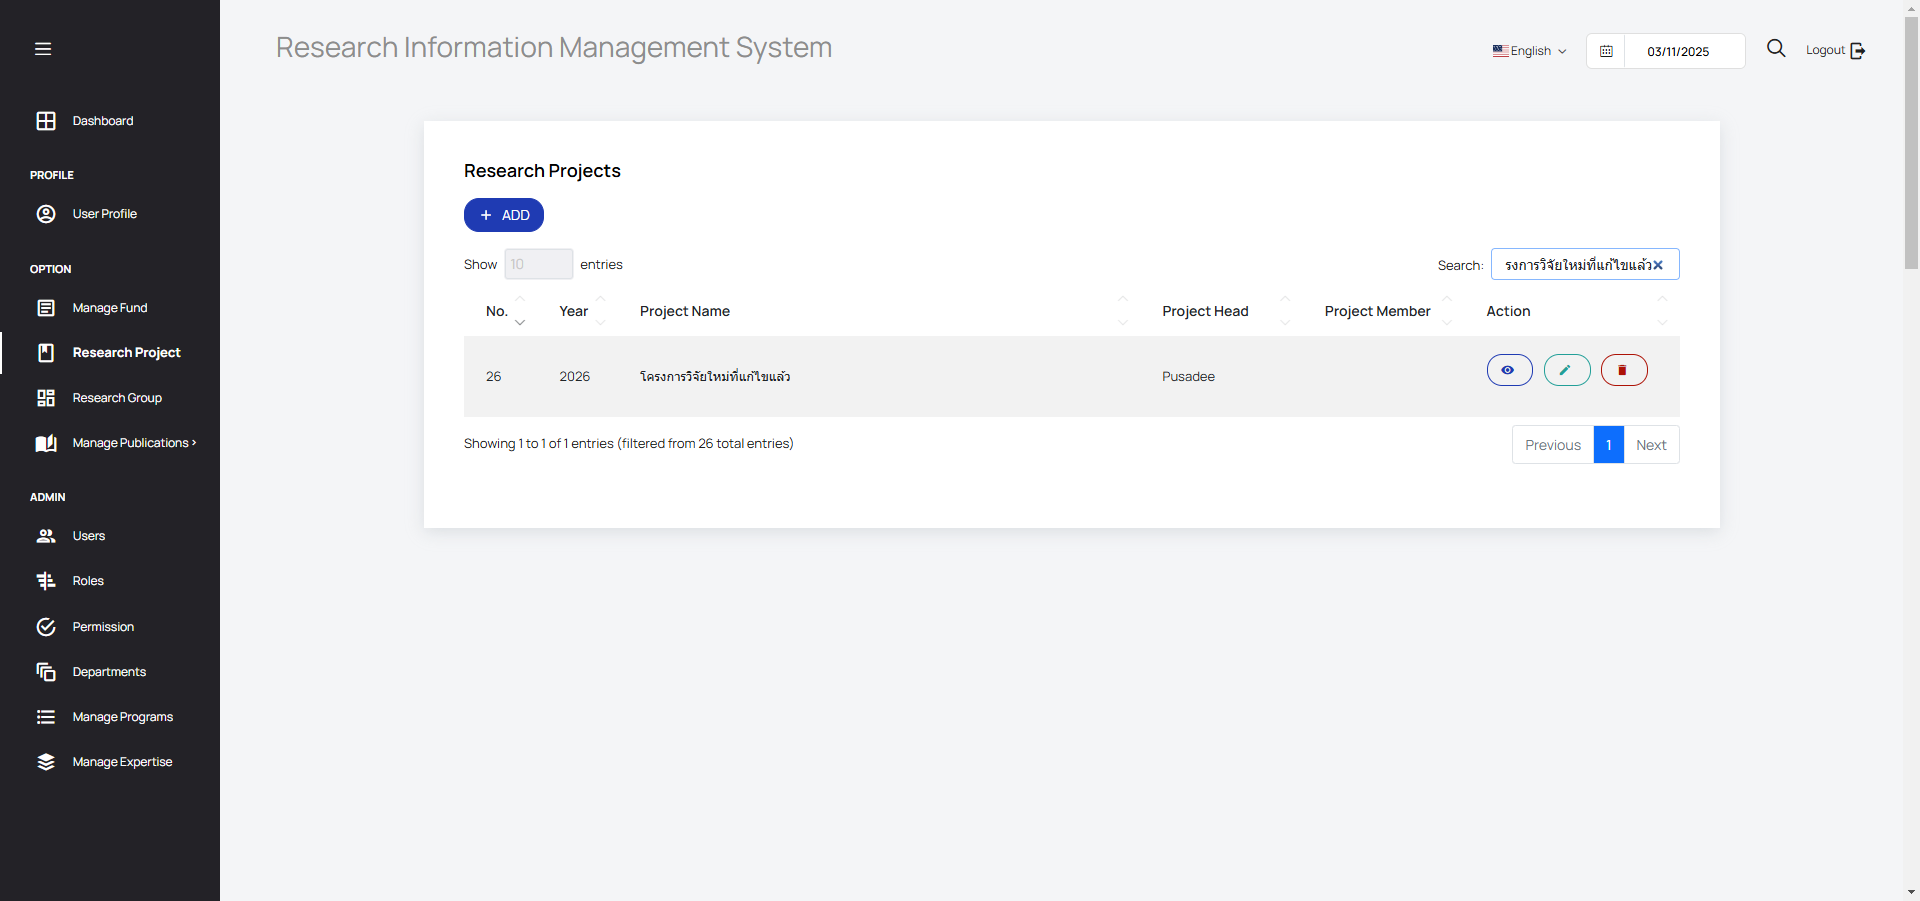 Research Information Management System
English
03/11/2025
Logout
Dashboard
PROFILE
User Profile
OPTION
Manage Fund
Research Project
Research Group
Manage Publications
ADMIN
Users
Roles
Permission
Departments
Manage Programs
Manage Expertise
Research Projects
+ ADD
Show 10 entries
Search: รงการวิจัยใหม่ที่แก้ไขแล้ว
No. Year Project Name Project Head Project Member Action
26 2026 โครงการวิจัยใหม่ที่แก้ไขแล้ว Pusadee
Showing 1 to 1 of 1 entries (filtered from 26 total entries)
Previous 1 Next